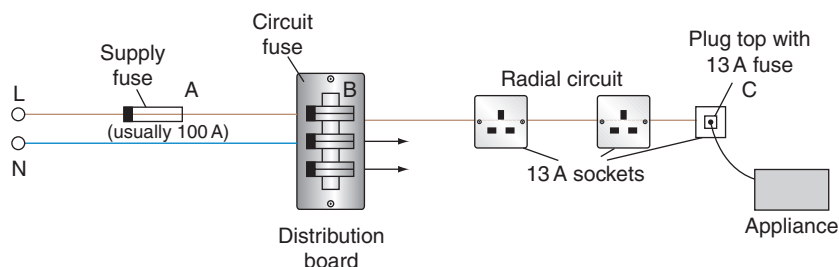 Supply
fuse
A
L
(usually 100 A)
N
Circuit
fuse
B
Distribution
board
Radial circuit
13 A sockets
Plug top with
13 A fuse
C
Appliance